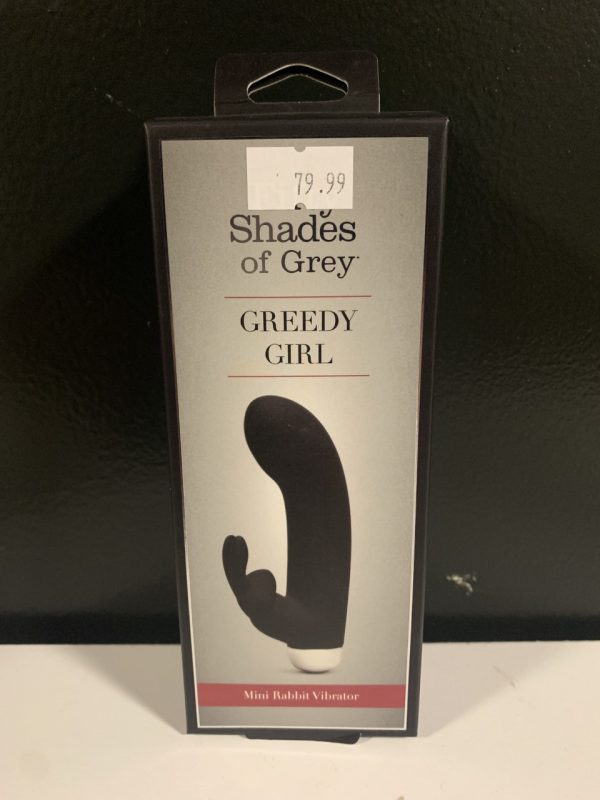 79.99
Shades
of Grey
GREEDY
GIRL
Mini Rabbit Vibrator